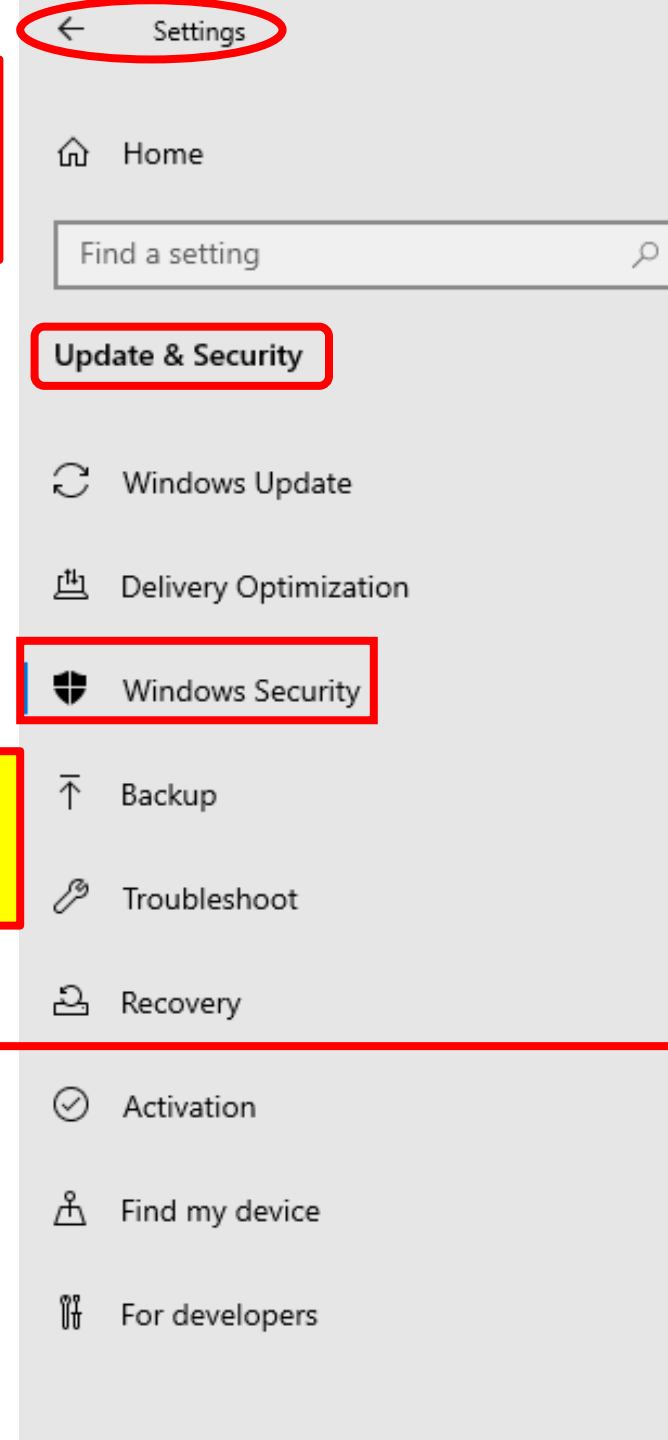 Settings
Home
Find a setting
Update & Security
Windows Update
Delivery Optimization
Windows Security
Backup
Troubleshoot
Recovery
Activation
Find my device
For developers